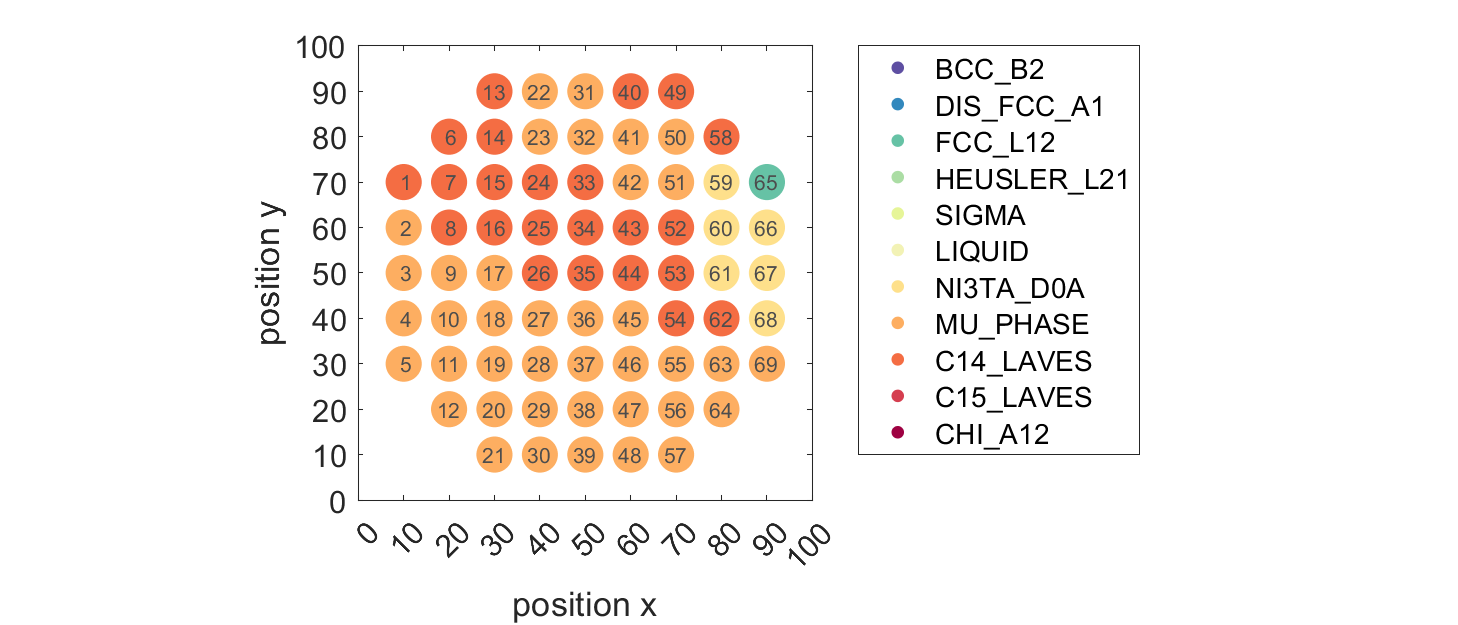 100
90
80
70
60
50
40
30
20
10
0
position y
13 22 31 40 49
6 14 23 32 41 50 58
1 7 15 24 33 42 51 59 65
2 8 16 25 34 43 52 60 66
3 9 17 26 35 44 53 61 67
4 10 18 27 36 45 54 62 68
5 11 19 28 37 46 55 63 69
12 20 29 38 47 56 64
21 30 39 48 57
0 10 20 30 40 50 60 70 80 90 100
position x
BCC_B2
DIS_FCC_A1
FCC_L12
HEUSLER_L21
SIGMA
LIQUID
NI3TA_D0A
MU_PHASE
C14_LAVES
C15_LAVES
CHI_A12